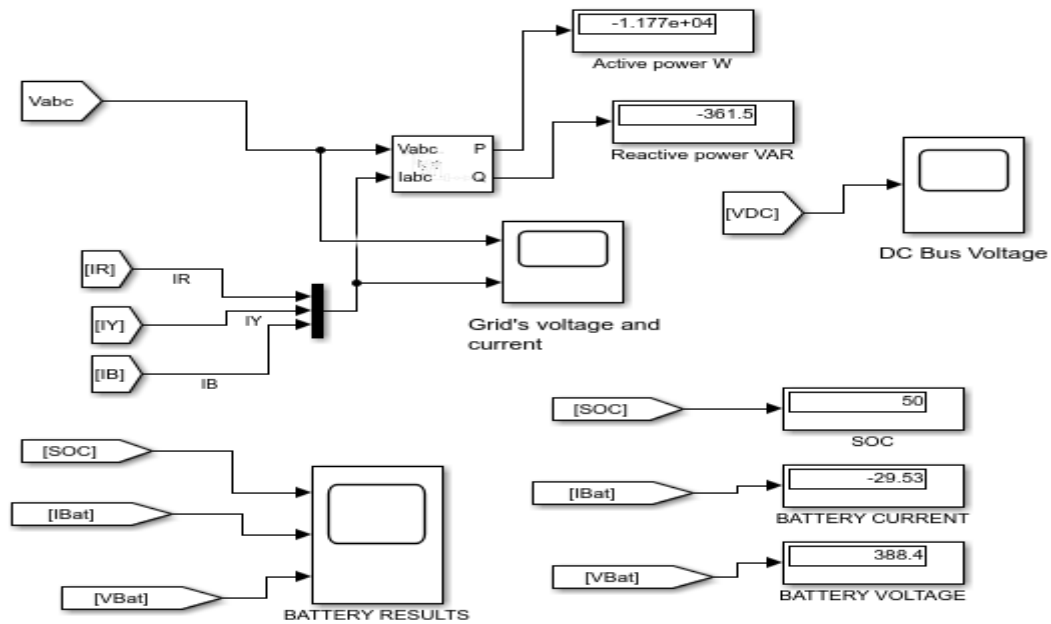 -1.177e+04
Active power W
Vabc
-361.5
Reactive power VAR
Vabc P
Iabc Q
[VDC]
DC Bus Voltage
[IR]
IR
[IY]
IY
[IB]
IB
Grid's voltage and
current
[SOC]
50
SOC
[SOC]
[IBat]
[VBat]
BATTERY RESULTS
[IBat]
-29.53
BATTERY CURRENT
[VBat]
388.4
BATTERY VOLTAGE